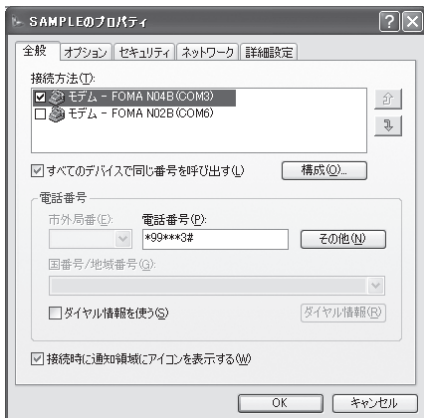 SAMPLEのプロパティ
全般 オプション セキュリティ ネットワーク 詳細設定
接続方法(T):
モデム - FOMA N04B(COM3)
モデム - FOMA N02B(COM6)
すべてのデバイスで同じ番号を呼び出す(L) 構成(O)...
電話番号
市外局番(E): 電話番号(P):
*99***3# その他(N)
国番号/地域番号(G):
ダイヤル情報を使う(S) ダイヤル情報(R)
接続時に通知領域にアイコンを表示する(W)
OK キャンセル